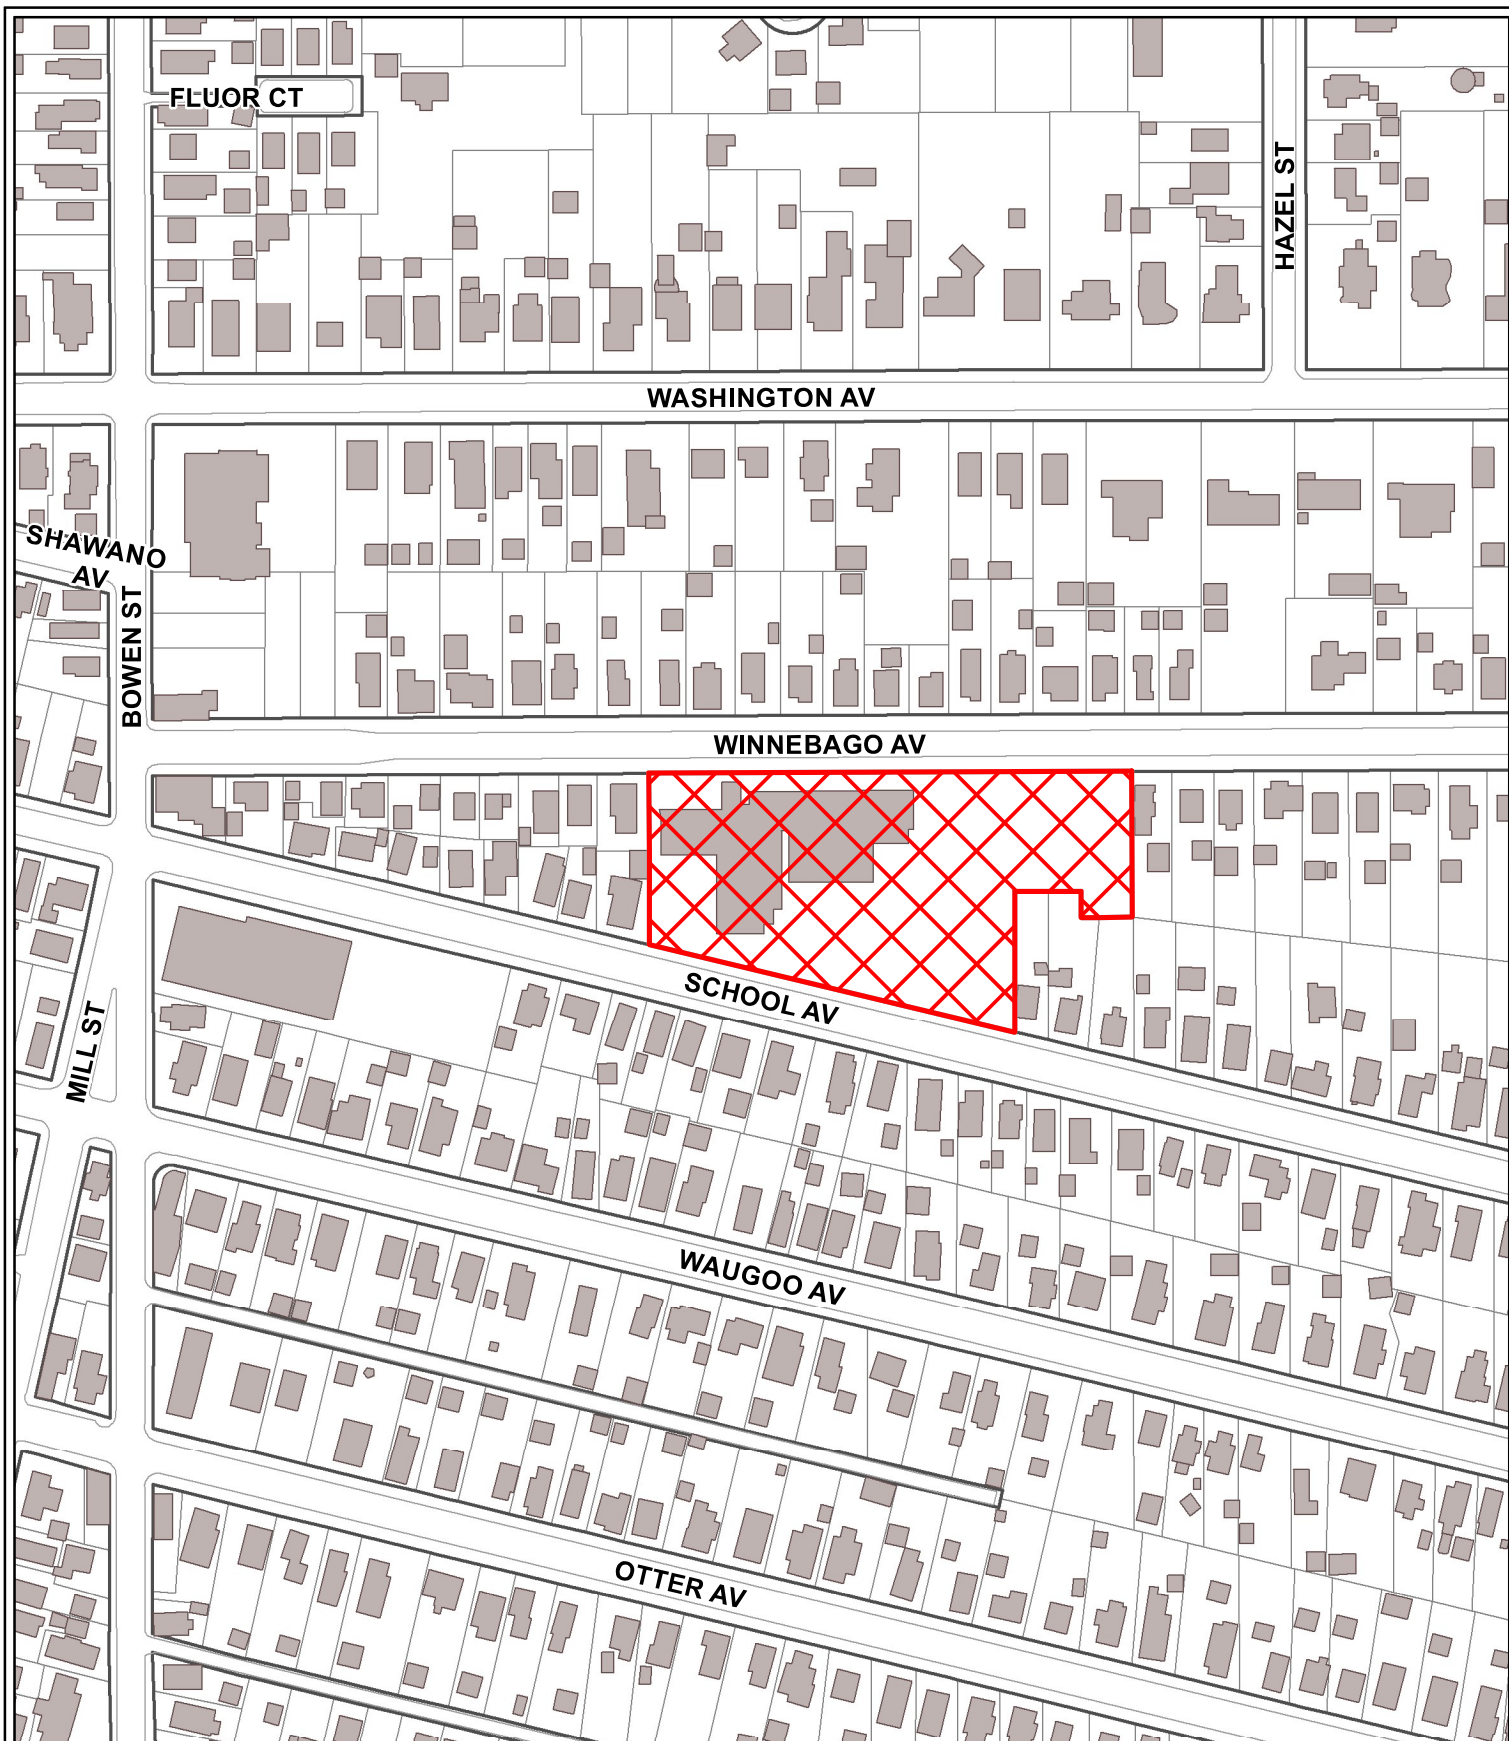 FLUOR CT
HAZEL ST
WASHINGTON AV
SHAWANO
AV
BOWEN ST
WINNEBAGO AV
SCHOOL AV
MILL ST
WAUGOO AV
OTTER AV